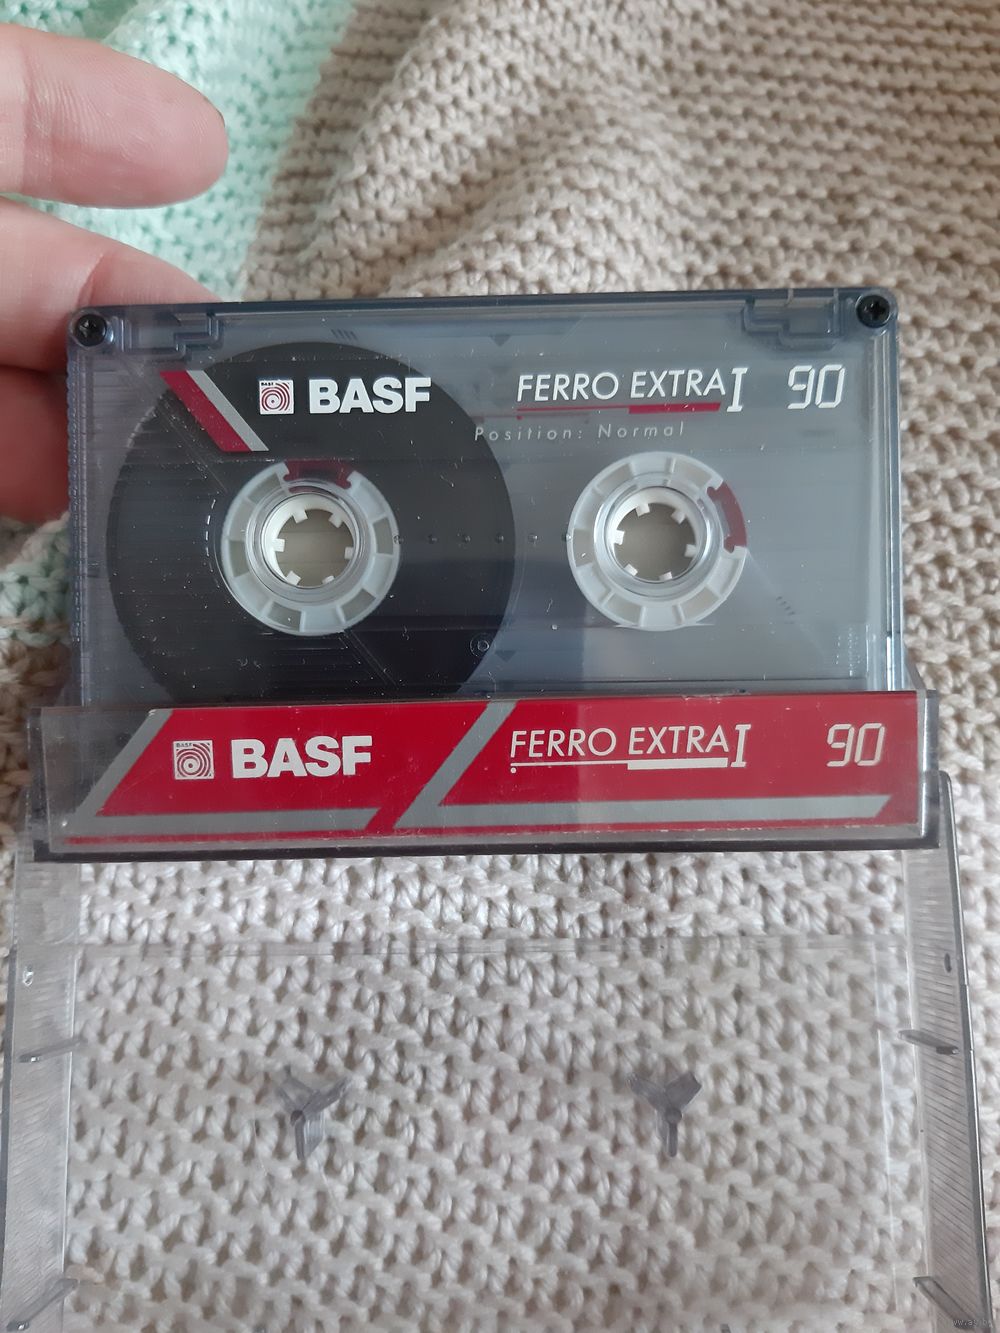 BASF FERRO EXTRA I 90
Position: Normal
BASF FERRO EXTRA I 90